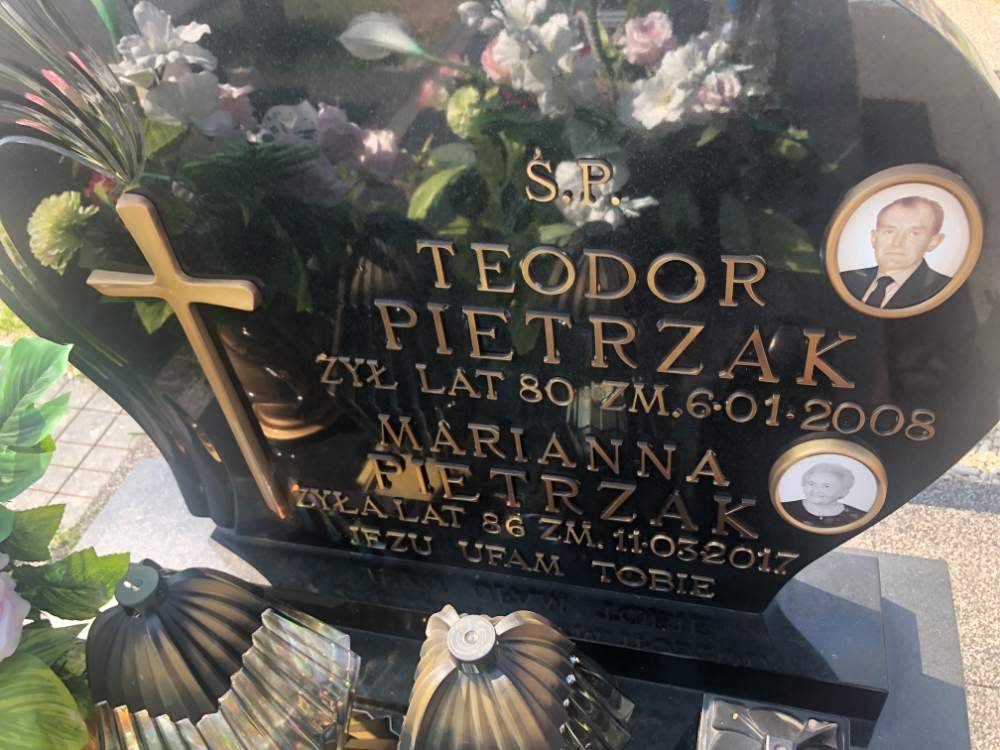 Ś.P.
TEODOR
PIETRZAK
ŻYŁ LAT 80 ZM. 6·01·2008
MARIANNA
PIETRZAK
ŻYŁA LAT 86 ZM. 11·03·2017
JEZU UFAM TOBIE